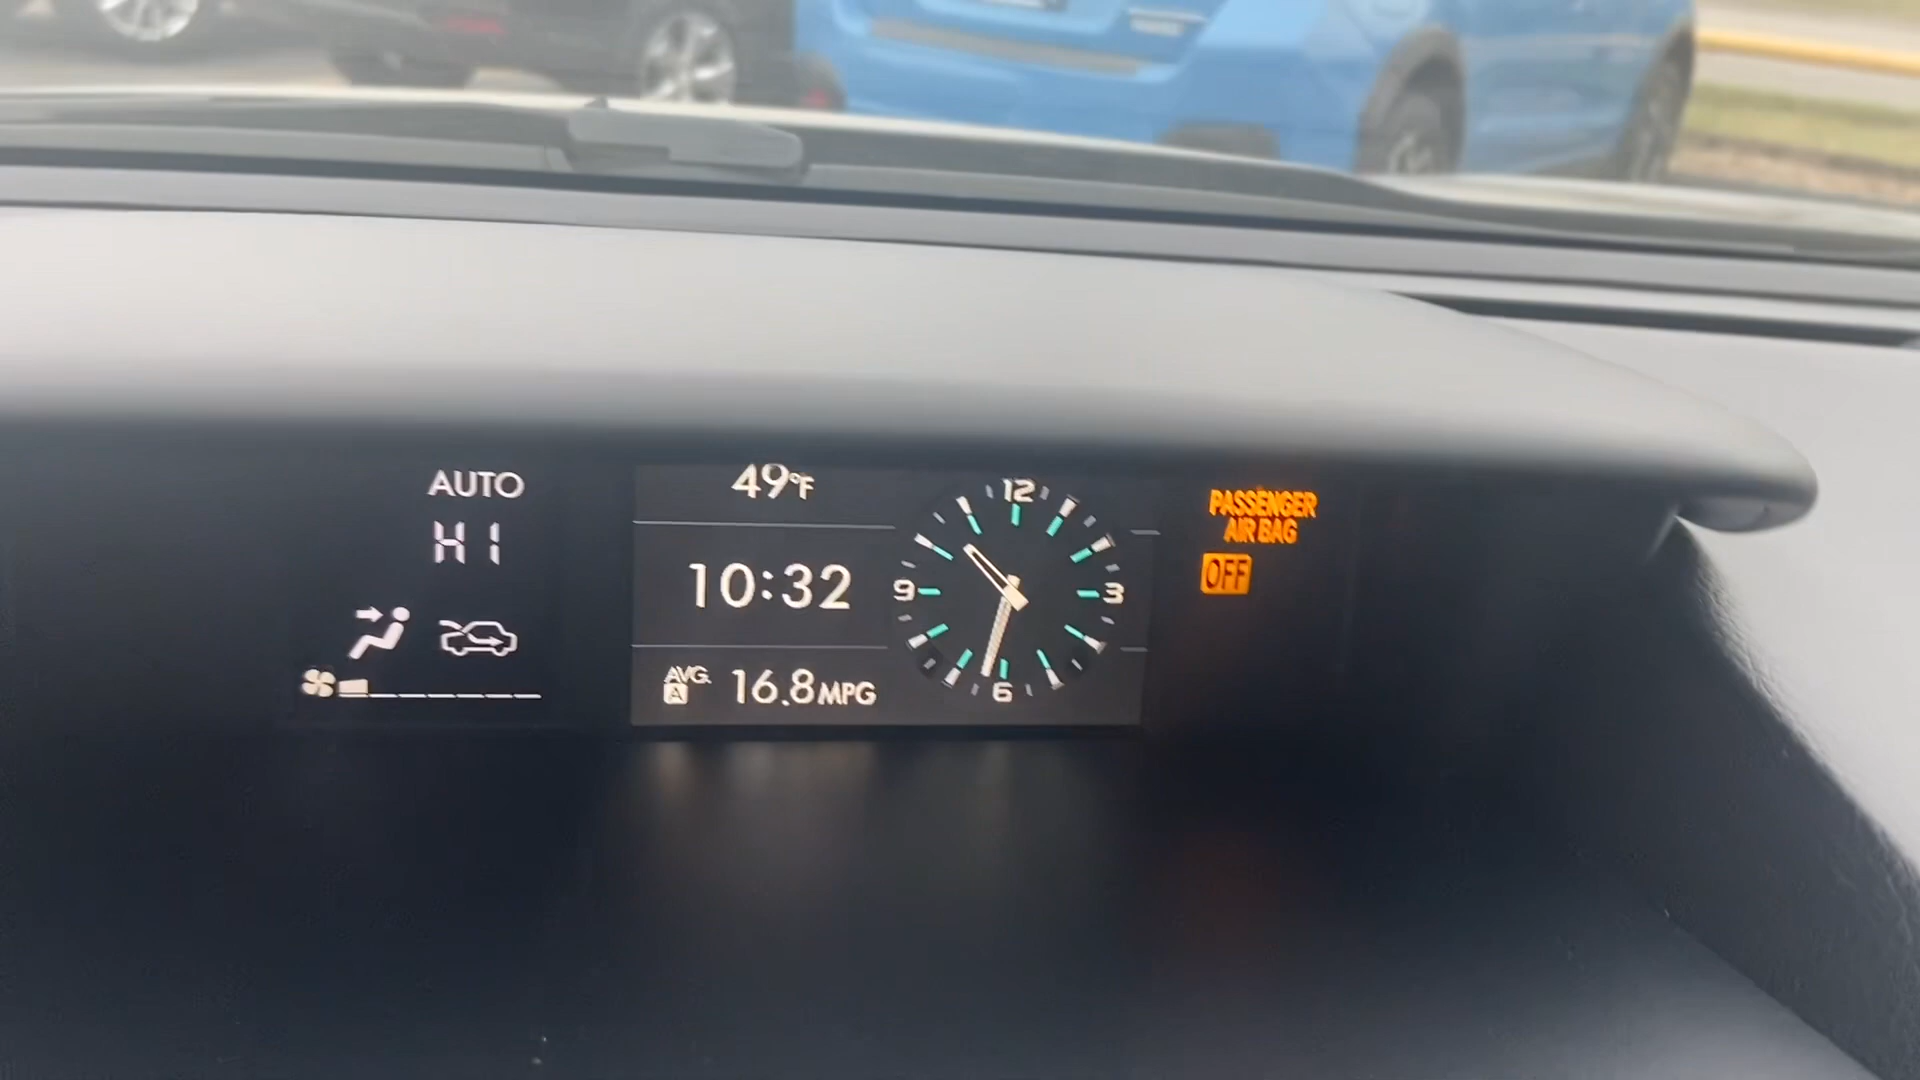 AUTO
HI
49°F
10:32
AVG.
A
16.8MPG
12
3
6
9
PASSENGER
AIR BAG
OFF